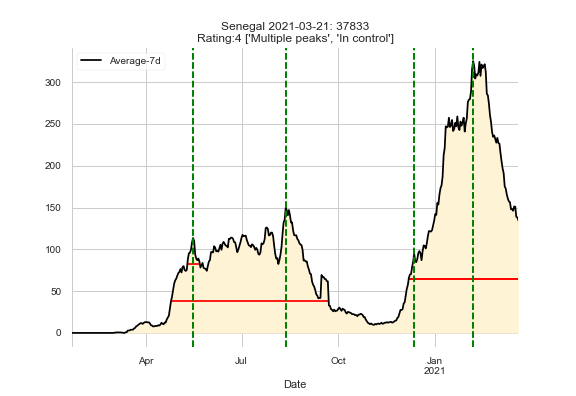 Senegal 2021-03-21: 37833
Rating:4 ['Multiple peaks', 'In control']
Average-7d
300
250
200
150
100
50
0
Apr
Jul
Oct
Jan
2021
Date